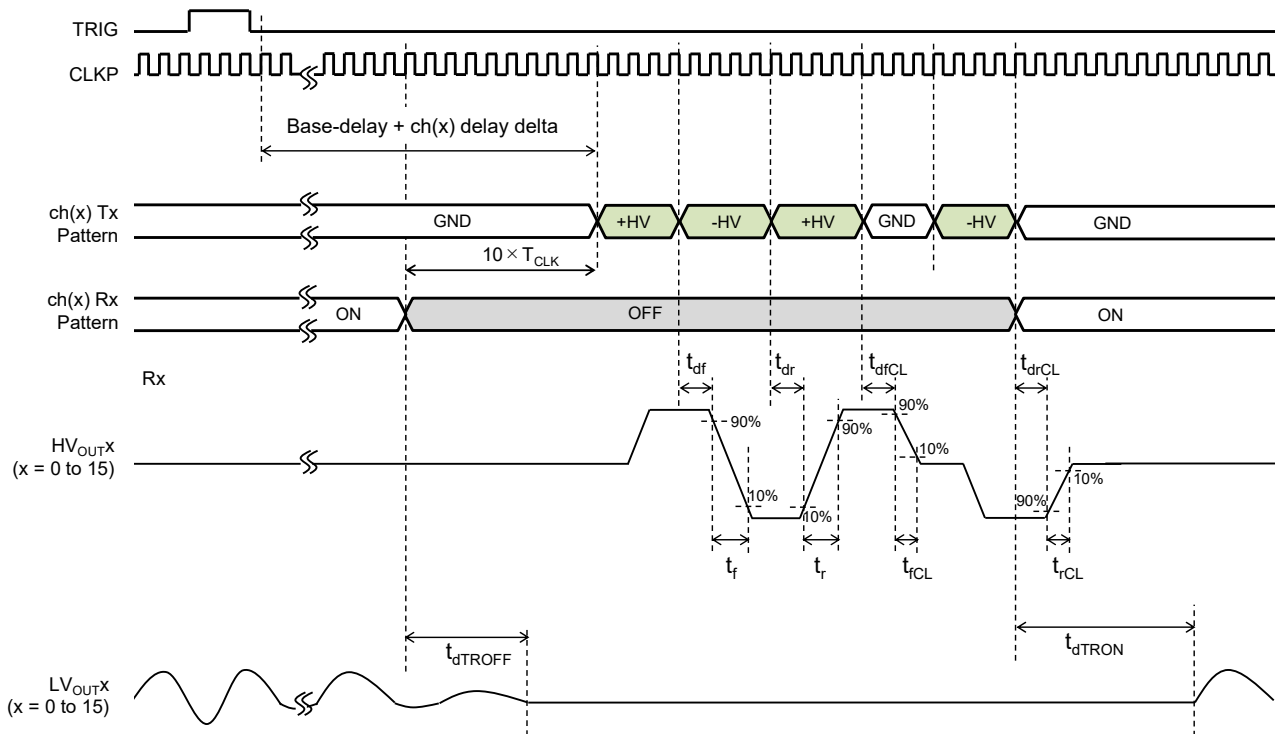 TRIG
CLKP
Base-delay + ch(x) delay delta
ch(x) Tx
Pattern
GND
+HV
-HV
+HV
GND
-HV
GND
10 × TCLK
ch(x) Rx
Pattern
ON
OFF
ON
Rx
tdf
tdr
tdfCL
tdrCL
90%
90%
90%
10%
10%
10%
90%
10%
HVOUTx
(x = 0 to 15)
tf
tr
tfCL
trCL
tdTROFF
tdTRON
LVOUTx
(x = 0 to 15)